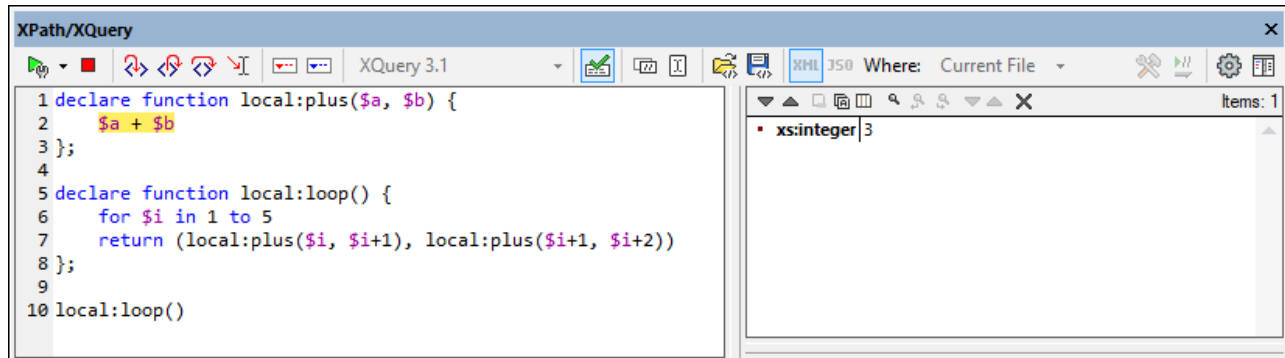 XPath/XQuery
XQuery 3.1
XML JSO Where: Current File
1 declare function local:plus($a, $b) {
2 $a + $b
3 };
4
5 declare function local:loop() {
6 for $i in 1 to 5
7 return (local:plus($i, $i+1), local:plus($i+1, $i+2))
8 };
9
10 local:loop()
Items: 1
xs:integer 3